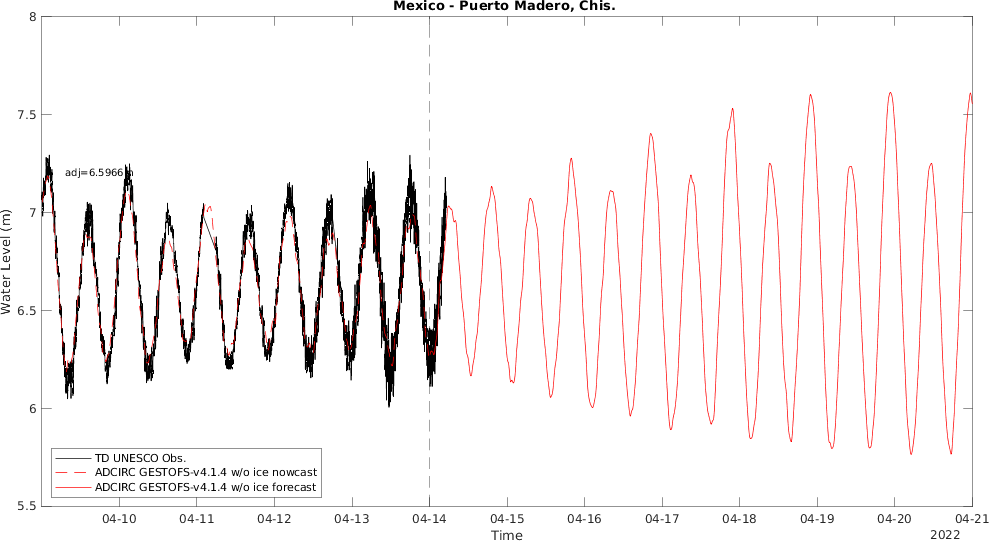 Mexico - Puerto Madero, Chis.
8
7.5
7
6.5
6
5.5
Water Level (m)
adj=6.5966 m
TD UNESCO Obs.
ADCIRC GESTOFS-v4.1.4 w/o ice nowcast
ADCIRC GESTOFS-v4.1.4 w/o ice forecast
04-10 04-11 04-12 04-13 04-14 04-15 04-16 04-17 04-18 04-19 04-20 04-21
Time
2022